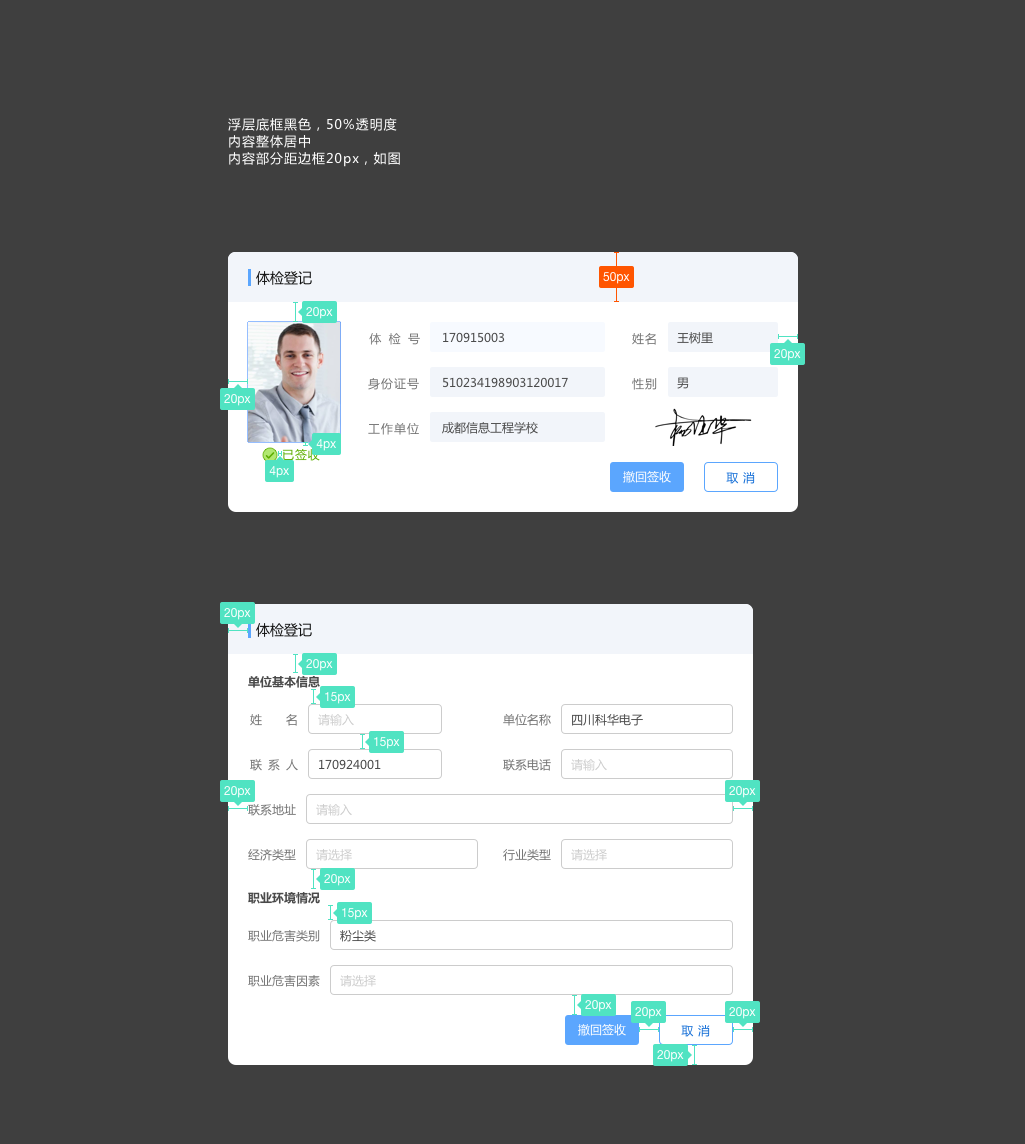 浮层底框黑色，50%透明度
内容整体居中
内容部分距边框20px，如图
体检登记
50px
20px
体 检 号
170915003
姓名
王树里
20px
身份证号
510234198903120017
性别
男
20px
工作单位
成都信息工程学校
4px
已签收
4px
撤回签收
取 消
20px
体检登记
20px
单位基本信息
15px
姓 名
请输入
单位名称
四川科华电子
15px
联 系 人
170924001
联系电话
请输入
20px
20px
联系地址
请输入
经济类型
请选择
行业类型
请选择
20px
职业环境情况
15px
职业危害类别
粉尘类
职业危害因素
请选择
20px
20px
20px
撤回签收
取 消
20px